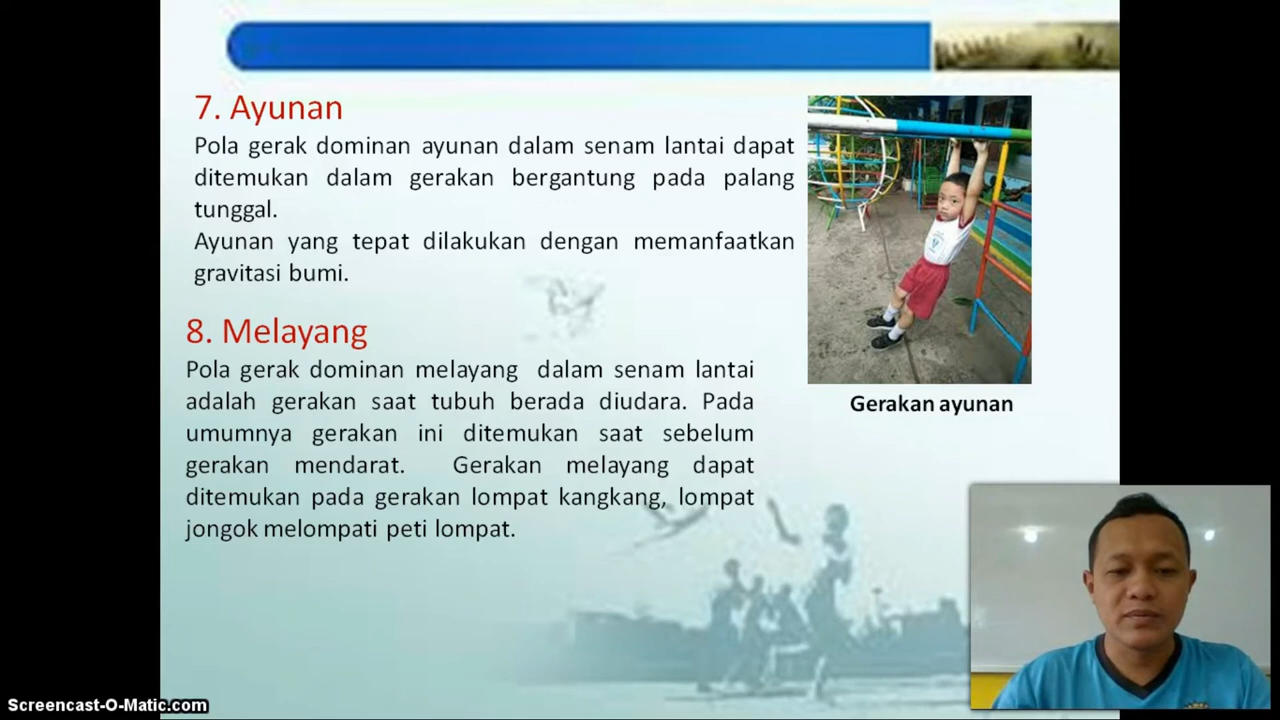 7. Ayunan
Pola gerak dominan ayunan dalam senam lantai dapat
ditemukan dalam gerakan bergantung pada palang
tunggal.
Ayunan yang tepat dilakukan dengan memanfaatkan
gravitasi bumi.
Gerakan ayunan
8. Melayang
Pola gerak dominan melayang dalam senam lantai
adalah gerakan saat tubuh berada diudara. Pada
umumnya gerakan ini ditemukan saat sebelum
gerakan mendarat. Gerakan melayang dapat
ditemukan pada gerakan lompat kangkang, lompat
jongok melompati peti lompat.
Screencast-O-Matic.com